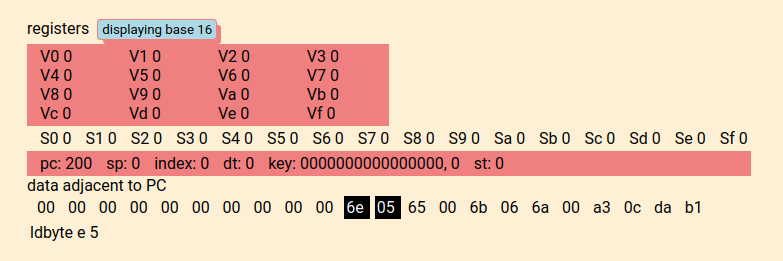 registers displaying base 16
V0 0 V1 0 V2 0 V3 0
V4 0 V5 0 V6 0 V7 0
V8 0 V9 0 Va 0 Vb 0
Vc 0 Vd 0 Ve 0 Vf 0
S0 0 S1 0 S2 0 S3 0 S4 0 S5 0 S6 0 S7 0 S8 0 S9 0 Sa 0 Sb 0 Sc 0 Sd 0 Se 0 Sf 0
pc: 200 sp: 0 index: 0 dt: 0 key: 0000000000000000, 0 st: 0
data adjacent to PC
00 00 00 00 00 00 00 00 00 00 6e 05 65 00 6b 06 6a 00 a3 0c da b1
ldbyte e 5